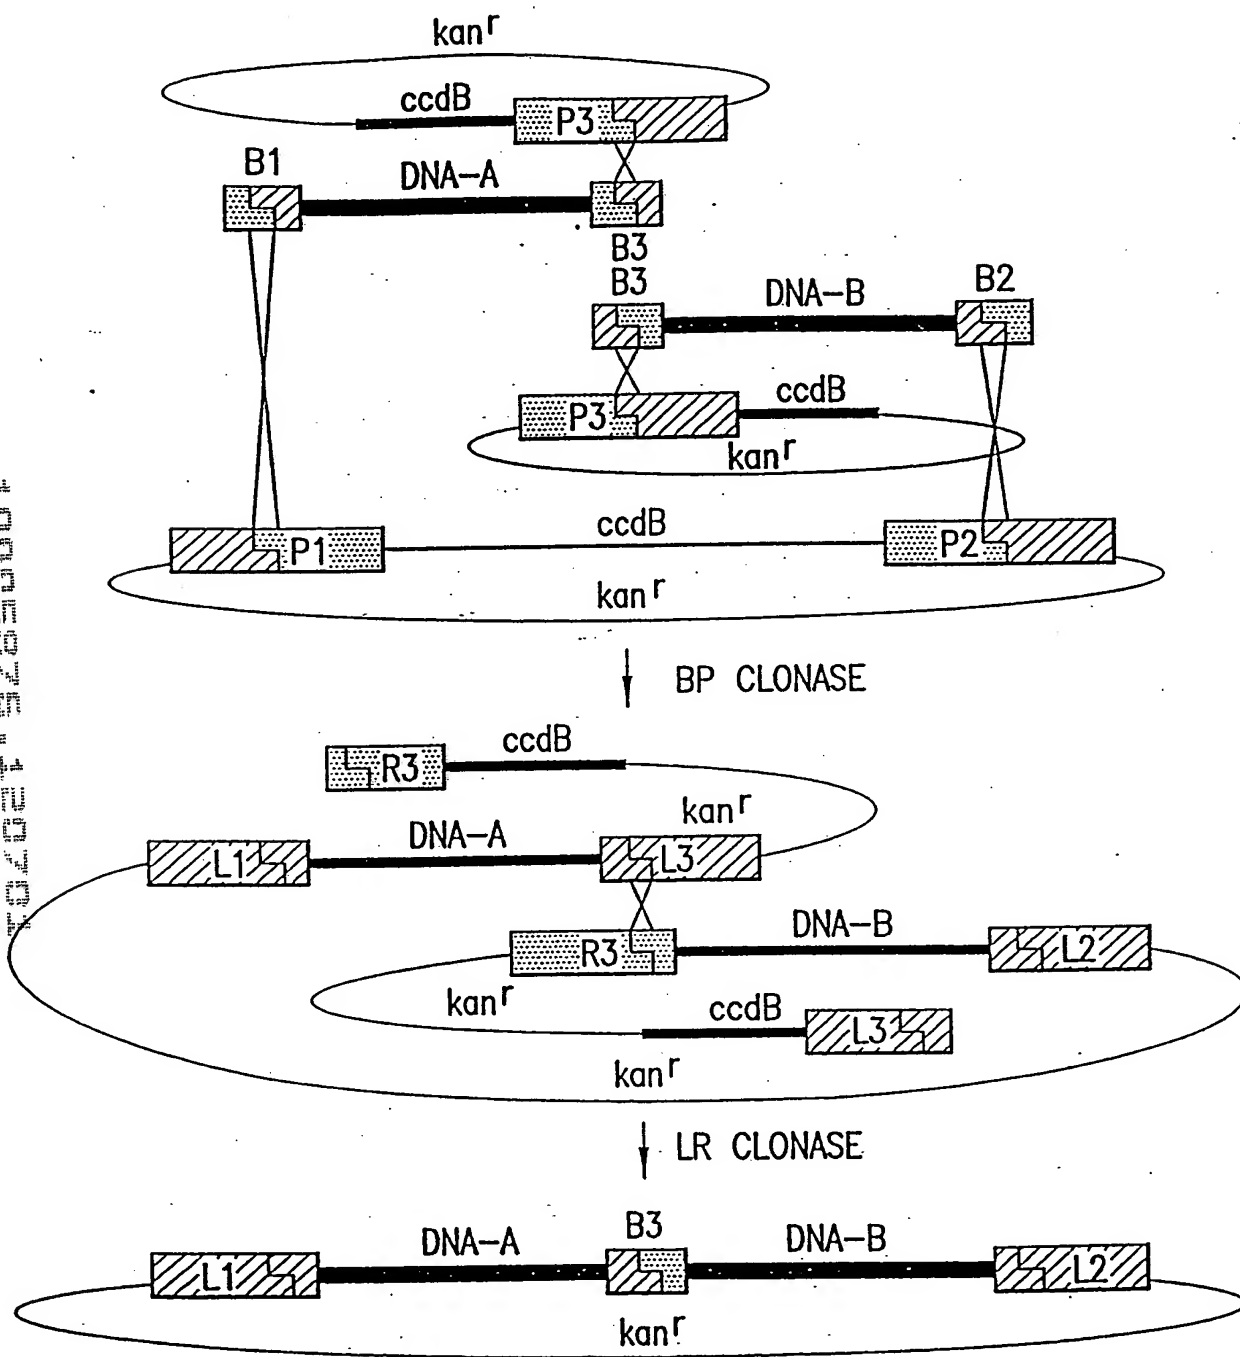 kanʳ
ccdB
P3
B1
DNA-A
B3
B3
DNA-B
B2
P3
ccdB
kanʳ
P1
ccdB
P2
kanʳ
BP CLONASE
R3
ccdB
kanʳ
L1
DNA-A
L3
R3
DNA-B
L2
kanʳ
ccdB
L3
kanʳ
LR CLONASE
L1
DNA-A
B3
DNA-B
L2
kanʳ